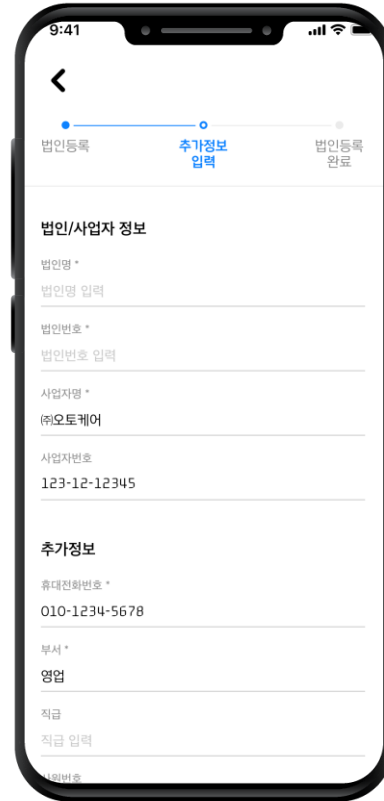 9:41
법인등록
추가정보
입력
법인등록
완료
법인/사업자 정보
법인명 *
법인명 입력
법인번호 *
법인번호 입력
사업자명 *
㈜오토케어
사업자번호
123-12-12345
추가정보
휴대전화번호 *
010-1234-5678
부서 *
영업
직급
직급 입력
사원번호